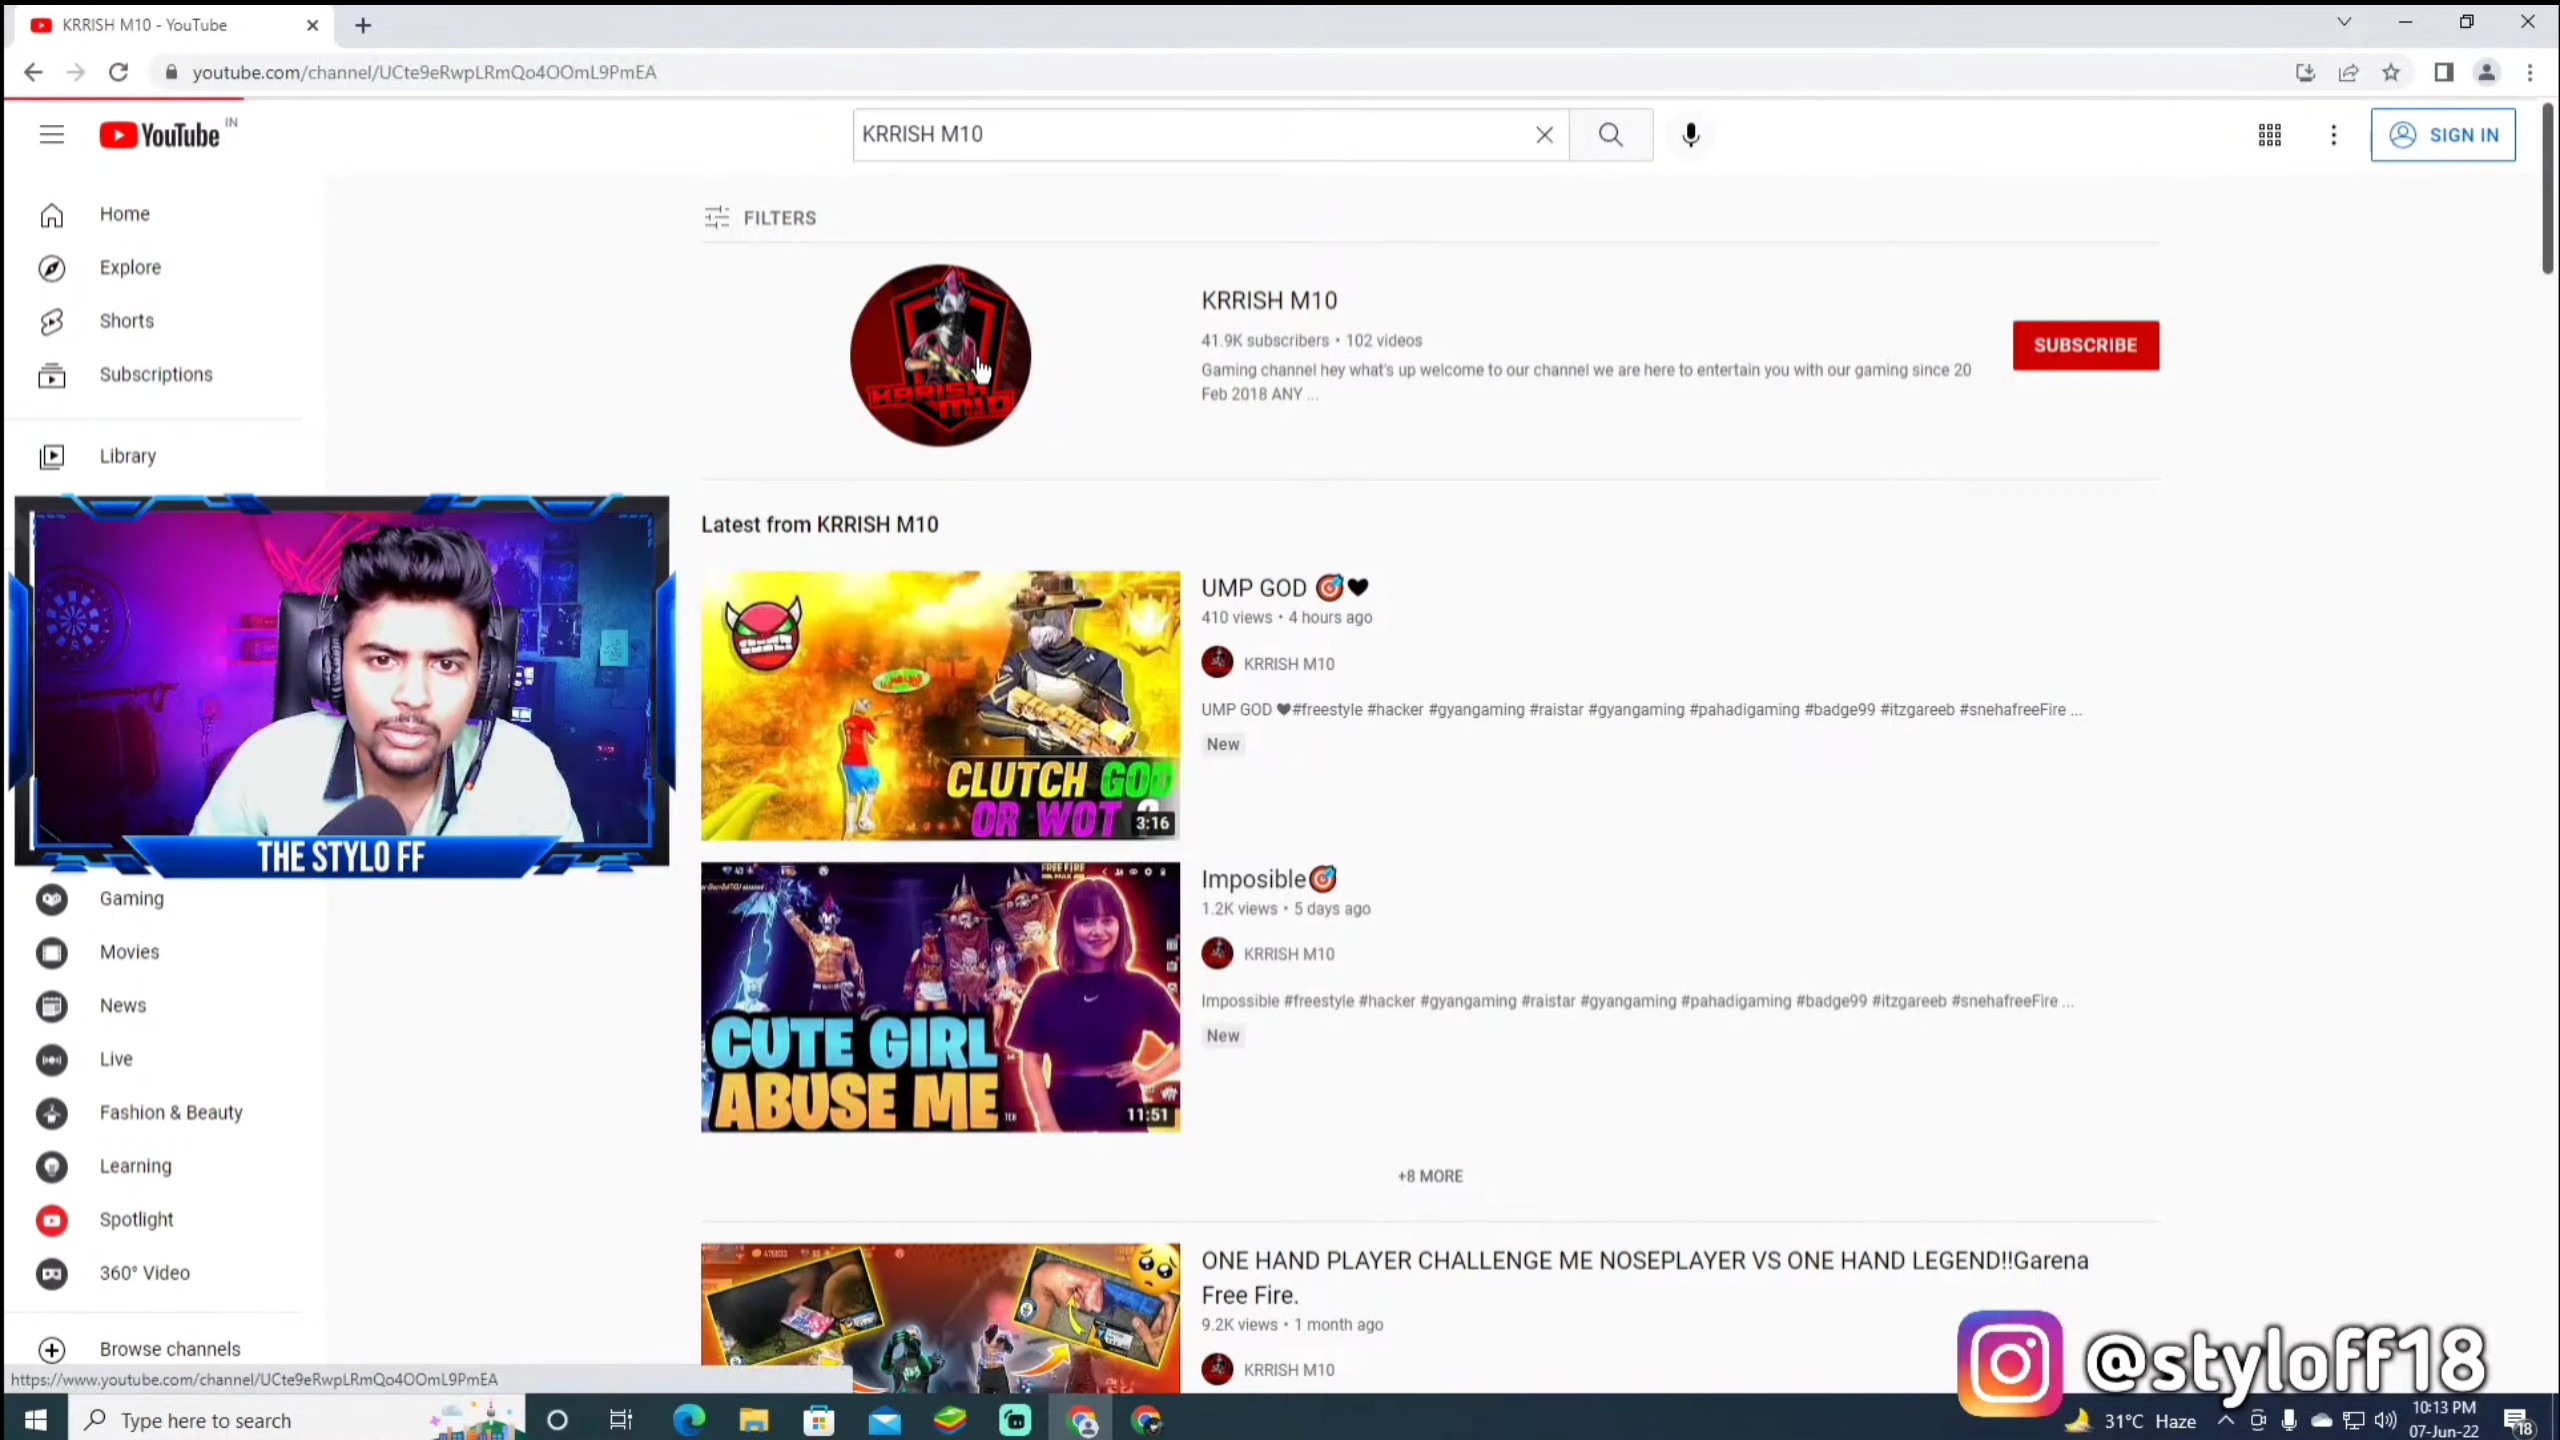 KRRISH M10 - YouTube
youtube.com/channel/UCte9eRwpLRmQo4OOmL9PmEA
YouTube IN
KRRISH M10
SIGN IN
Home
Explore
Shorts
Subscriptions
Library
THE STYLO FF
Gaming
Movies
News
Live
Fashion & Beauty
Learning
Spotlight
360° Video
Browse channels
https://www.youtube.com/channel/UCte9eRwpLRmQo4OOmL9PmEA
FILTERS
KRRISH
M10
KRRISH M10
41.9K subscribers • 102 videos
Gaming channel hey what's up welcome to our channel we are here to entertain you with our gaming since 20
Feb 2018 ANY ...
SUBSCRIBE
Latest from KRRISH M10
CLUTCH GOD
OR WOT
3:16
UMP GOD 🎯🖤
410 views • 4 hours ago
KRRISH M10
UMP GOD 🖤#freestyle #hacker #gyangaming #raistar #gyangaming #pahadigaming #badge99 #itzgareeb #snehafreeFire ...
New
FREE FIRE
MAX
CUTE GIRL
ABUSE ME
11:51
Imposible🎯
1.2K views • 5 days ago
KRRISH M10
Impossible #freestyle #hacker #gyangaming #raistar #gyangaming #pahadigaming #badge99 #itzgareeb #snehafreeFire ...
New
+8 MORE
ONE HAND PLAYER CHALLENGE ME NOSEPLAYER VS ONE HAND LEGEND!!Garena
Free Fire.
9.2K views • 1 month ago
KRRISH M10
@styloff18
Type here to search
31°C Haze
10:13 PM
07-Jun-22
18